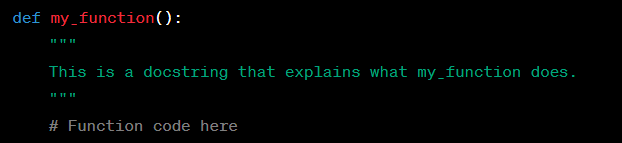 def my_function():
    """
    This is a docstring that explains what my_function does.
    """
    # Function code here